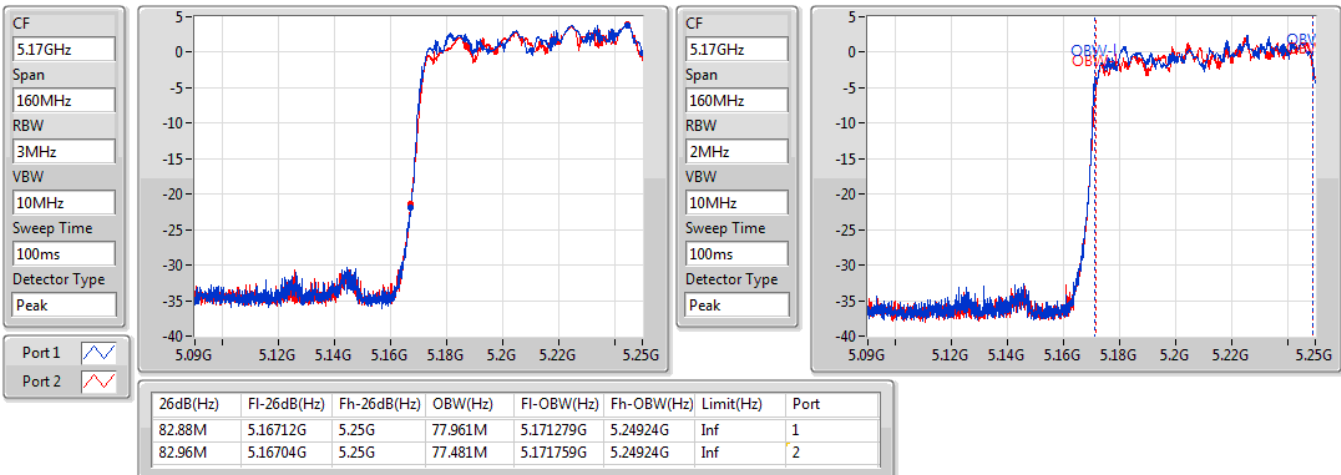 CF
5.17GHz
Span
160MHz
RBW
3MHz
VBW
10MHz
Sweep Time
100ms
Detector Type
Peak
Port 1
Port 2
5
0
-5
-10
-15
-20
-25
-30
-35
-40
5.09G 5.12G 5.14G 5.16G 5.18G 5.2G 5.22G 5.25G
CF
5.17GHz
Span
160MHz
RBW
2MHz
VBW
10MHz
Sweep Time
100ms
Detector Type
Peak
5
0
-5
-10
-15
-20
-25
-30
-35
-40
OBW-l
OBW
OBW
5.09G 5.12G 5.14G 5.16G 5.18G 5.2G 5.22G 5.25G
26dB(Hz) Fl-26dB(Hz) Fh-26dB(Hz) OBW(Hz) Fl-OBW(Hz) Fh-OBW(Hz) Limit(Hz) Port
82.88M 5.16712G 5.25G 77.961M 5.171279G 5.24924G Inf 1
82.96M 5.16704G 5.25G 77.481M 5.171759G 5.24924G Inf 2